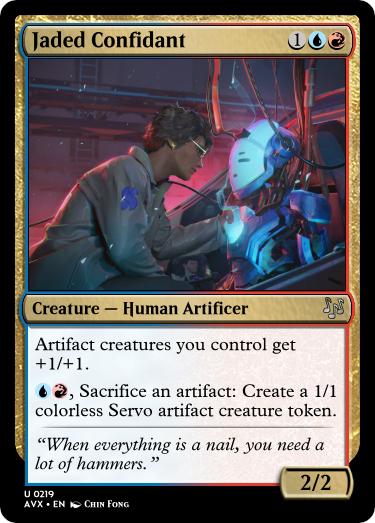 Jaded Confidant 1
Creature — Human Artificer
Artifact creatures you control get
+1/+1.
, Sacrifice an artifact: Create a 1/1
colorless Servo artifact creature token.
“When everything is a nail, you need a
lot of hammers.”
2/2
U 0219
AVX • EN Chin Fong